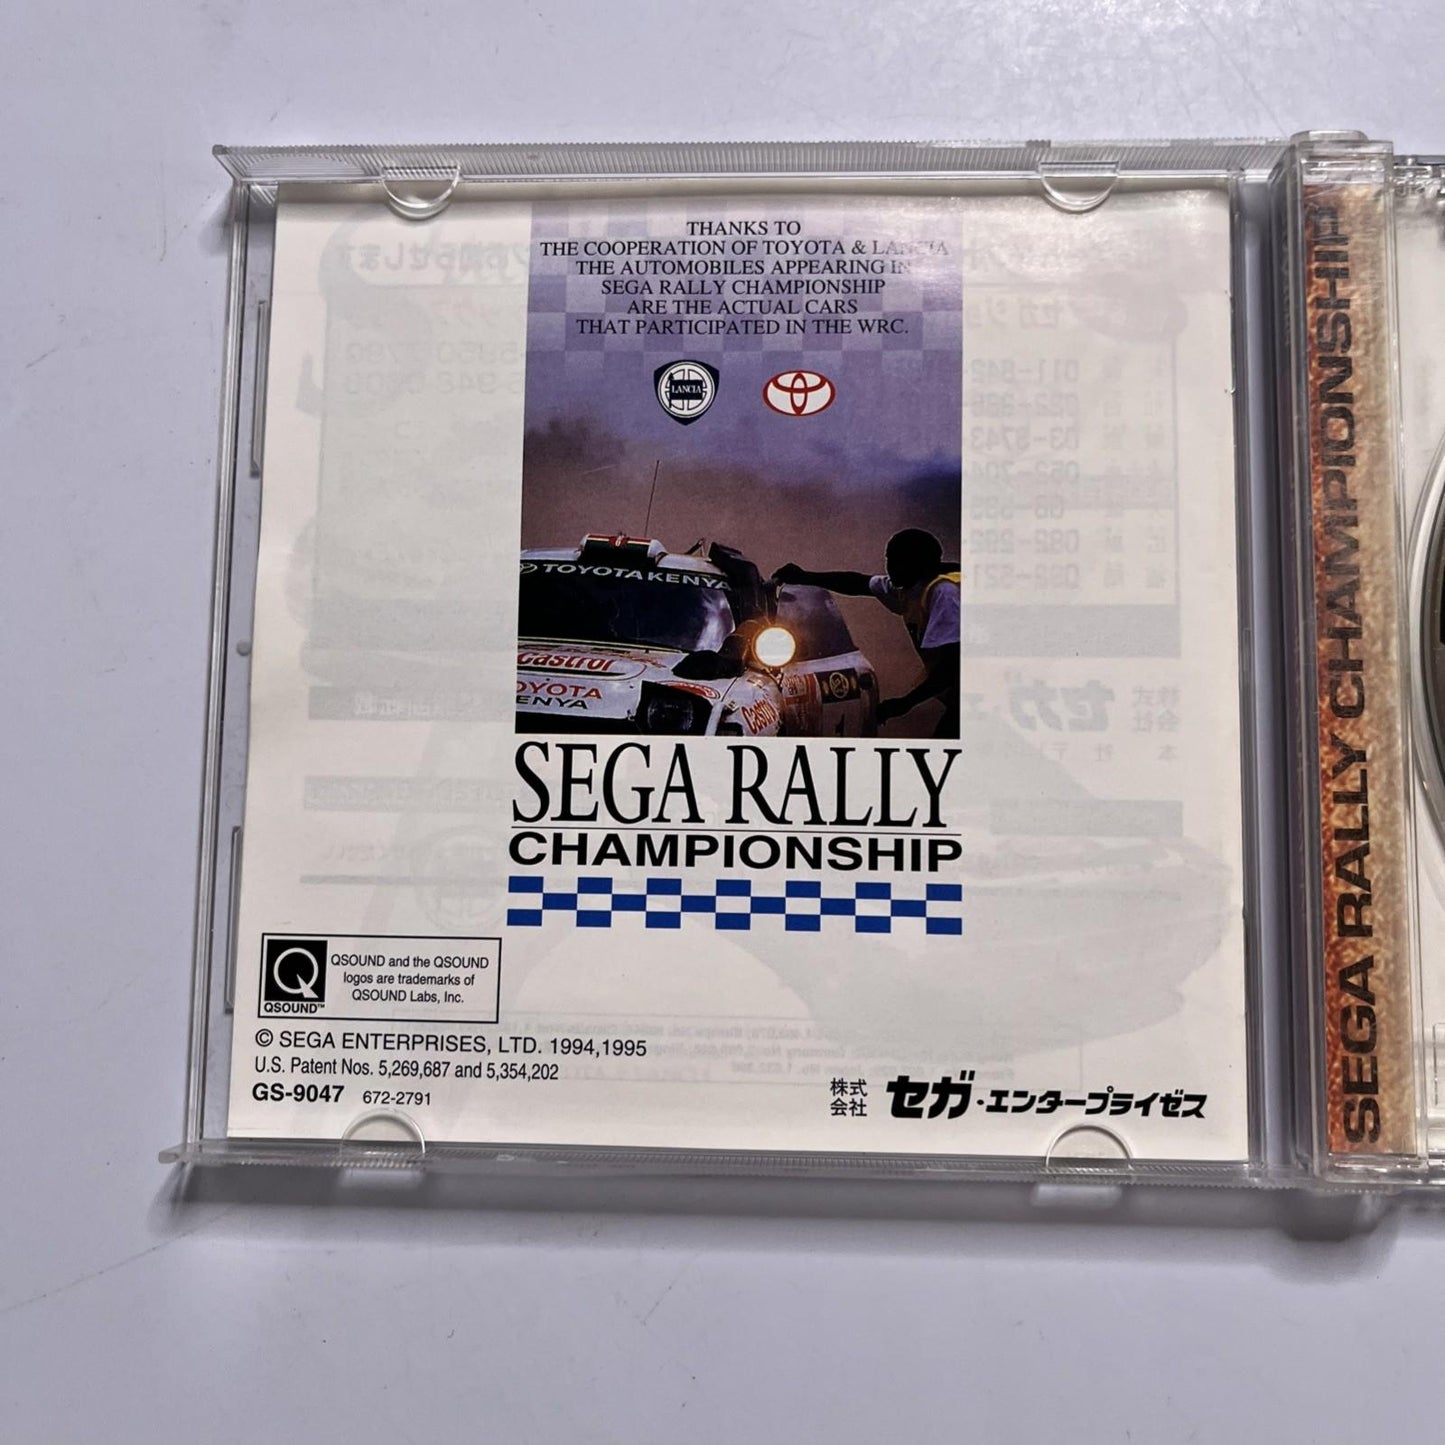 THANKS TO
THE COOPERATION OF TOYOTA & LANCIA
THE AUTOMOBILES APPEARING IN
SEGA RALLY CHAMPIONSHIP
ARE THE ACTUAL CARS
THAT PARTICIPATED IN THE WRC.
LANCIA
TOYOTA KENYA
Castrol
TOYOTA
KENYA
Castrol
SEGA RALLY
CHAMPIONSHIP
Q
QSOUND™
QSOUND and the QSOUND
logos are trademarks of
QSOUND Labs, Inc.
© SEGA ENTERPRISES, LTD. 1994,1995
U.S. Patent Nos. 5,269,687 and 5,354,202
GS-9047 672-2791
株式
会社 セガ・エンタープライゼス
SEGA RALLY CHAMPIONSHIP